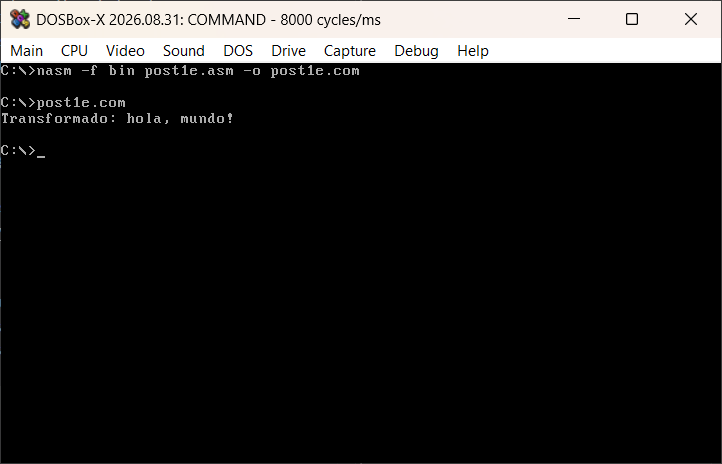 DOSBox-X 2026.08.31: COMMAND - 8000 cycles/ms
Main CPU Video Sound DOS Drive Capture Debug Help
C:\>nasm -f bin post1e.asm -o post1e.com
C:\>post1e.com
Transformado: hola, mundo!
C:\>_